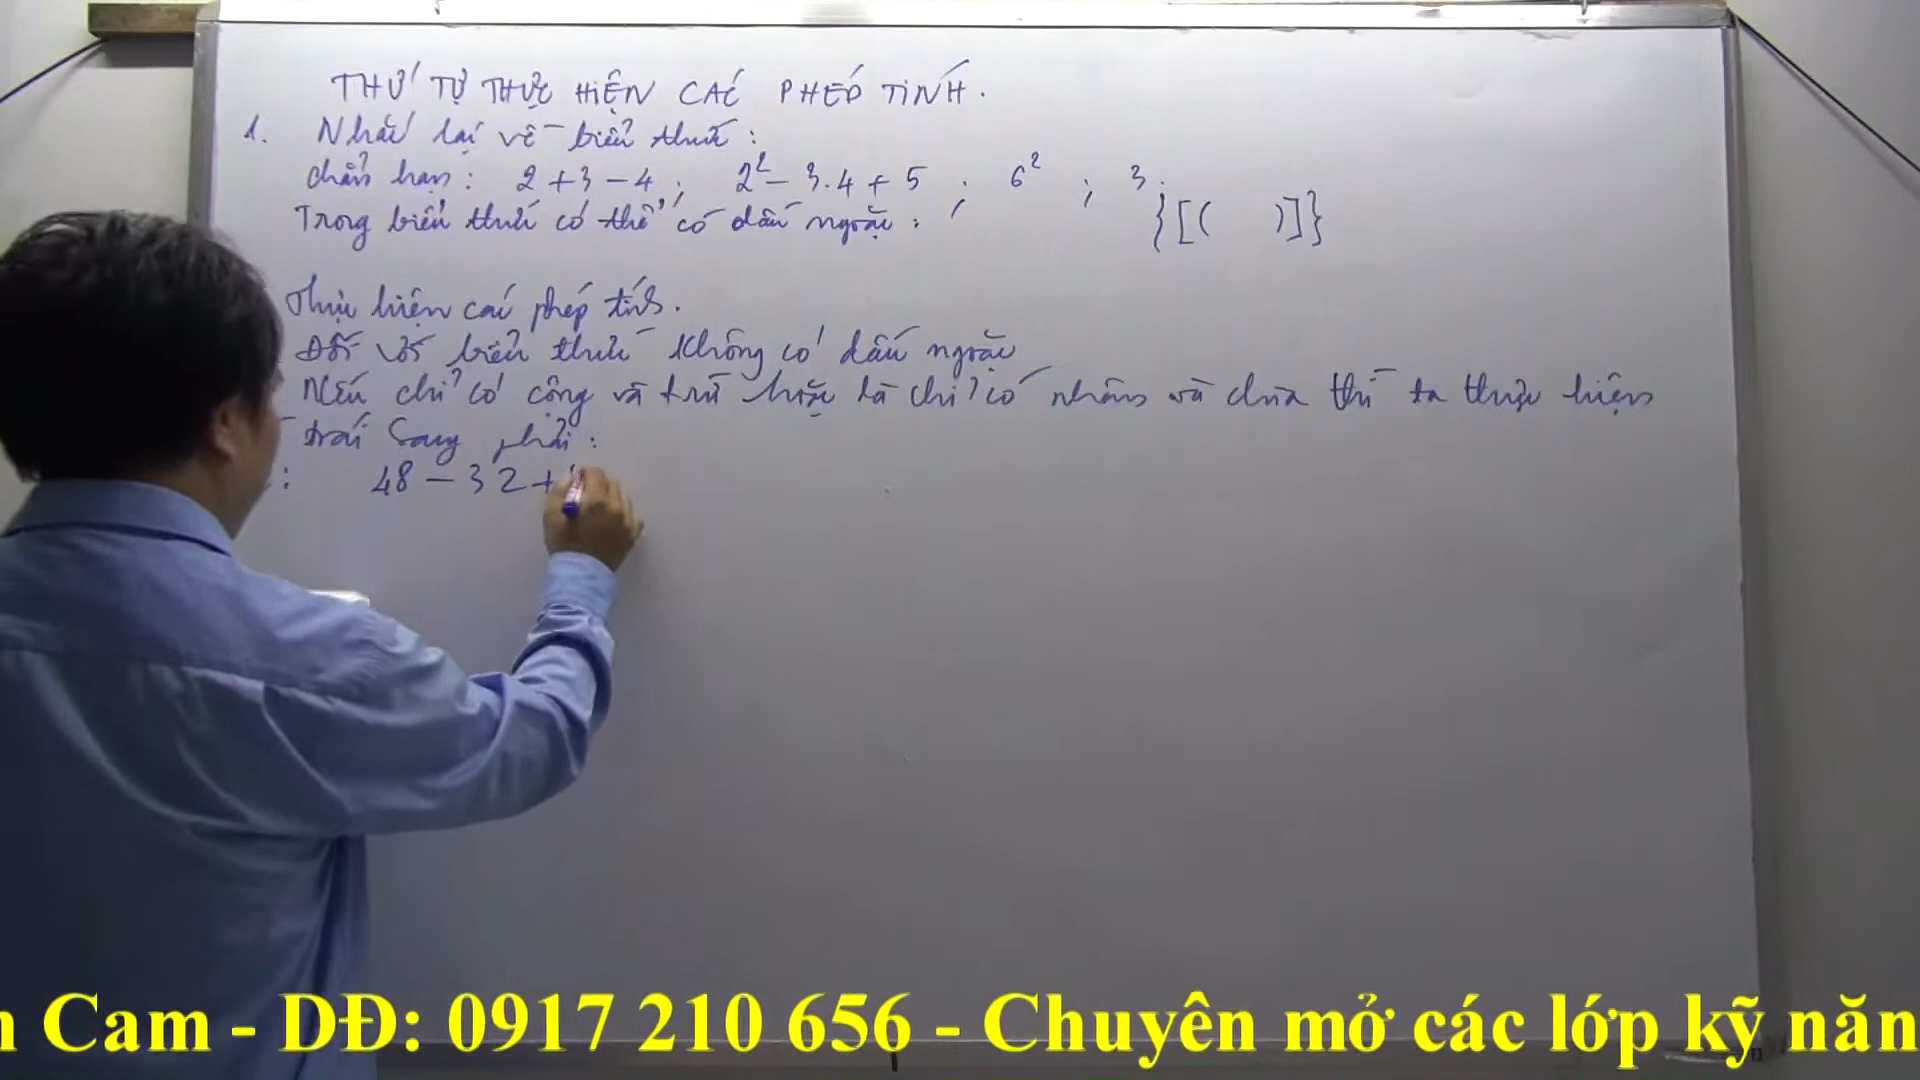 THỨ TỰ THỰC HIỆN CÁC PHÉP TÍNH.
1. Nhắc lại về biểu thức:
chẳn hạn: 2 + 3 - 4 ; 2² - 3.4 + 5 ; 6² ; 3 ;
Trong biểu thức có thể có dấu ngoặc : {[( )]}
Thực hiện các phép tính.
Đối với biểu thức không có dấu ngoặc
Nếu chỉ có cộng và trừ hoặc là chỉ có nhân và chia thì ta thực hiện
trái sang phải :
: 48 - 32 +
n Cam - DĐ: 0917 210 656 - Chuyên mở các lớp kỹ năn